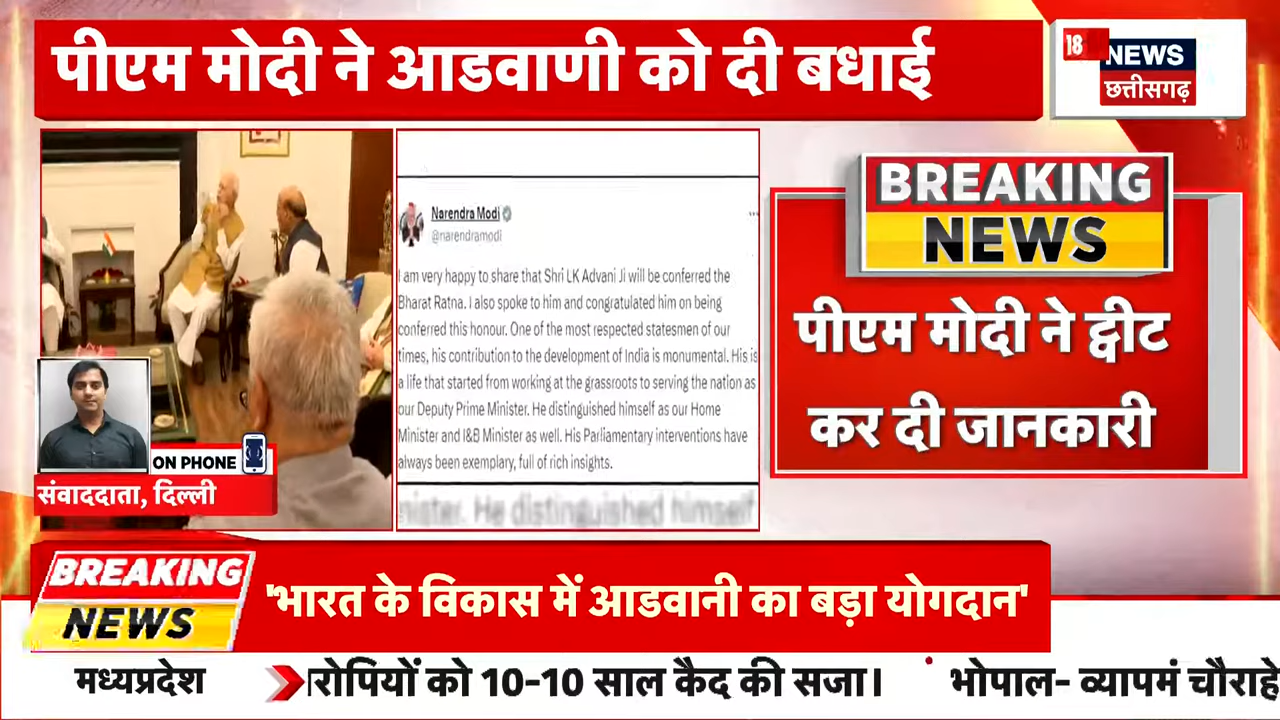 पीएम मोदी ने आडवाणी को दी बधाई
18
NEWS
छत्तीसगढ़
BREAKING
NEWS
पीएम मोदी ने ट्वीट
कर दी जानकारी
Narendra Modi
@narendramodi
I am very happy to share that Shri LK Advani Ji will be conferred the
Bharat Ratna. I also spoke to him and congratulated him on being
conferred this honour. One of the most respected statesmen of our
times, his contribution to the development of India is monumental. His is
a life that started from working at the grassroots to serving the nation as
our Deputy Prime Minister. He distinguished himself as our Home
Minister and I&B Minister as well. His Parliamentary interventions have
always been exemplary, full of rich insights.
nister. He distinguished himself
ON PHONE
संवाददाता, दिल्ली
BREAKING
NEWS
'भारत के विकास में आडवानी का बड़ा योगदान'
मध्यप्रदेश
रोपियों को 10-10 साल कैद की सजा। भोपाल- व्यापमं चौराहे